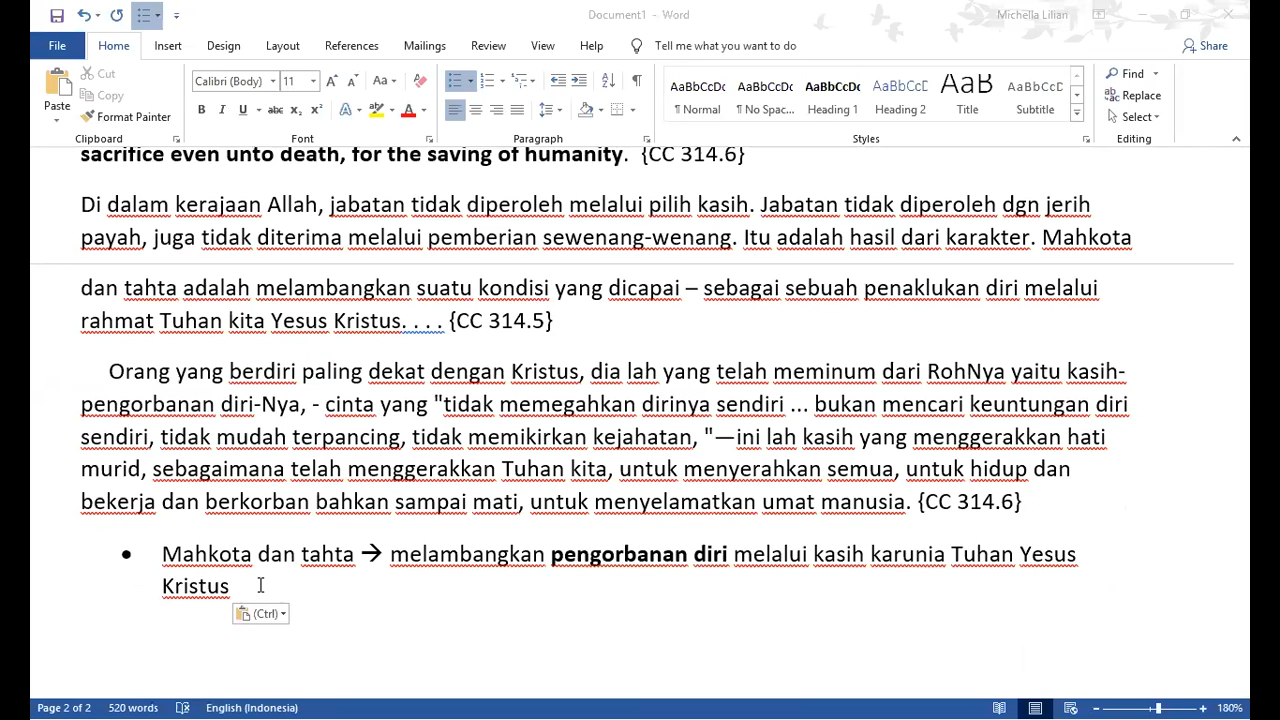 Document1 - Word
Michella Lilian
File Home Insert Design Layout References Mailings Review View Help Tell me what you want to do Share
Paste
Cut
Copy
Format Painter
Calibri (Body) 11
AaBbCcDc AaBbCcDc AaBbCcDc AaBbCcDc AaB AaBbCcDc
¶ Normal ¶ No Spac... Heading 1 Heading 2 Title Subtitle
Find
Replace
Select
Clipboard Font Paragraph Styles Editing
sacrifice even unto death, for the saving of humanity. {CC 314.6}
Di dalam kerajaan Allah, jabatan tidak diperoleh melalui pilih kasih. Jabatan tidak diperoleh dgn jerih
payah, juga tidak diterima melalui pemberian sewenang-wenang. Itu adalah hasil dari karakter. Mahkota
dan tahta adalah melambangkan suatu kondisi yang dicapai – sebagai sebuah penaklukan diri melalui
rahmat Tuhan kita Yesus Kristus. . . . {CC 314.5}
Orang yang berdiri paling dekat dengan Kristus, dia lah yang telah meminum dari RohNya yaitu kasih-
pengorbanan diri-Nya, - cinta yang "tidak memegahkan dirinya sendiri ... bukan mencari keuntungan diri
sendiri, tidak mudah terpancing, tidak memikirkan kejahatan, "—ini lah kasih yang menggerakkan hati
murid, sebagaimana telah menggerakkan Tuhan kita, untuk menyerahkan semua, untuk hidup dan
bekerja dan berkorban bahkan sampai mati, untuk menyelamatkan umat manusia. {CC 314.6}
• Mahkota dan tahta → melambangkan pengorbanan diri melalui kasih karunia Tuhan Yesus
Kristus
(Ctrl)
Page 2 of 2 520 words English (Indonesia) 180%